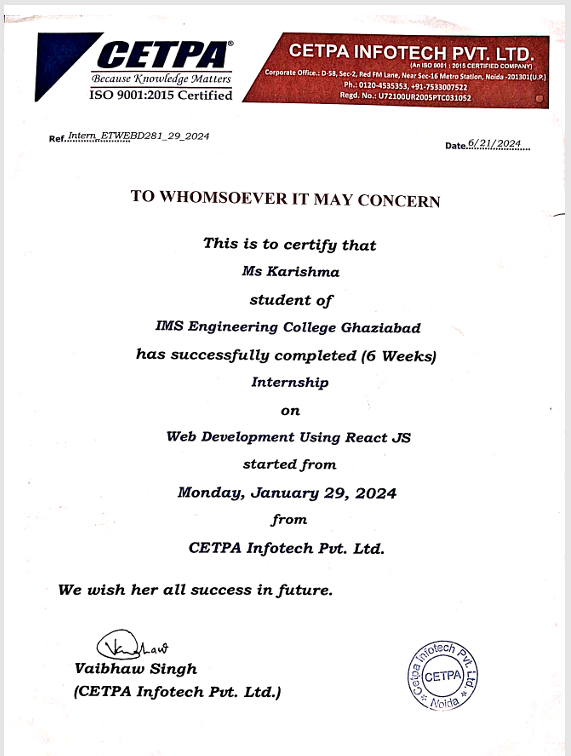 CETPA®
Because Knowledge Matters
ISO 9001:2015 Certified
CETPA INFOTECH PVT. LTD.
(An ISO 9001 : 2015 CERTIFIED COMPANY)
Corporate Office.: D-58, Sec-2, Red FM Lane, Near Sec-16 Metro Station, Noida -201301(U.P.)
Ph.: 0120-4535353, +91-7533007522
Regd. No.: U72100UR2005PTC031052
Ref. Intern_ETWEBD281_29_2024
Date. 6/21/2024
TO WHOMSOEVER IT MAY CONCERN
This is to certify that
Ms Karishma
student of
IMS Engineering College Ghaziabad
has successfully completed (6 Weeks)
Internship
on
Web Development Using React JS
started from
Monday, January 29, 2024
from
CETPA Infotech Pvt. Ltd.
We wish her all success in future.
Vaibhaw
Vaibhaw Singh
(CETPA Infotech Pvt. Ltd.)
Cetpa Infotech Pvt. Ltd.
CETPA
Noida